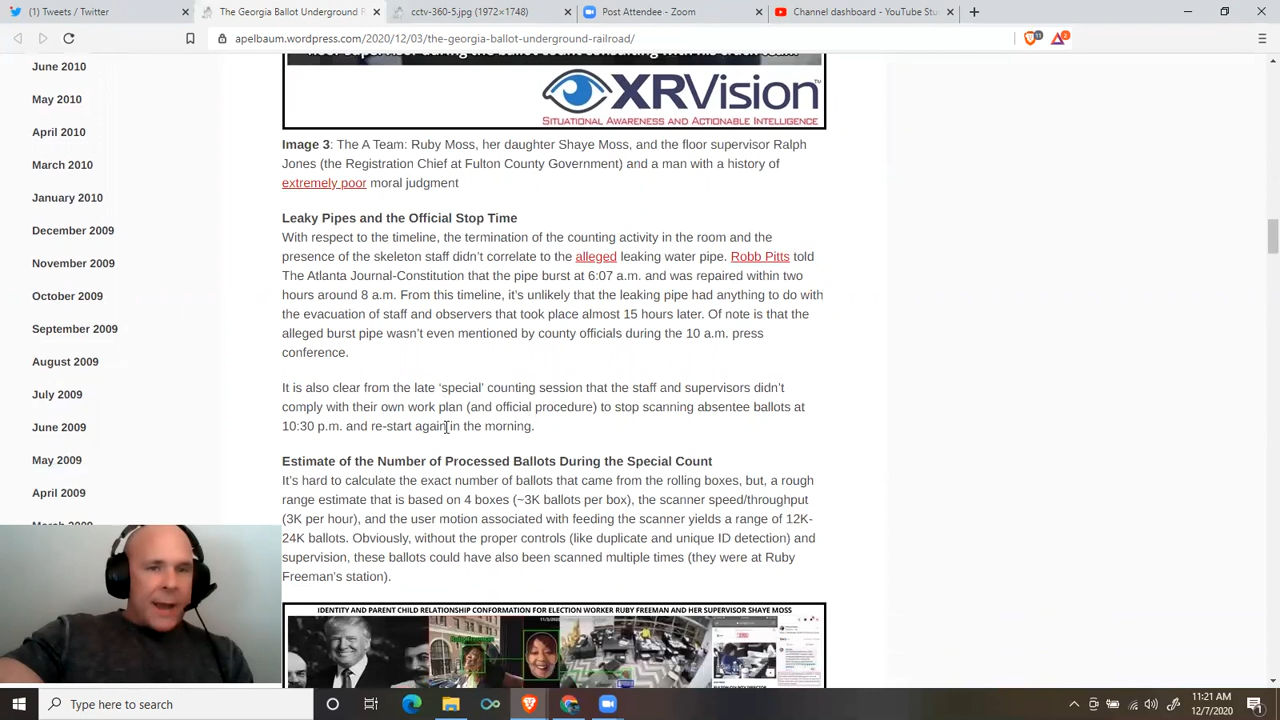 (1) Tweets / Twitter
The Georgia Ballot Undergroun
cctv-360-5.jpg (1972×1748)
Apelbaum - Zoom
Channel dashboard - YouTube Stu
apelbaum.wordpress.com/2020/12/03/the-georgia-ballot-underground-railroad/
11
2
XRVISION™
SITUATIONAL AWARENESS AND ACTIONABLE INTELLIGENCE
June 2010
May 2010
April 2010
March 2010
January 2010
December 2009
November 2009
October 2009
September 2009
August 2009
July 2009
June 2009
May 2009
April 2009
Image 3: The A Team: Ruby Moss, her daughter Shaye Moss, and the floor supervisor Ralph
Jones (the Registration Chief at Fulton County Government) and a man with a history of
extremely poor moral judgment
Leaky Pipes and the Official Stop Time
With respect to the timeline, the termination of the counting activity in the room and the
presence of the skeleton staff didn't correlate to the alleged leaking water pipe. Robb Pitts told
The Atlanta Journal-Constitution that the pipe burst at 6:07 a.m. and was repaired within two
hours around 8 a.m. From this timeline, it's unlikely that the leaking pipe had anything to do with
the evacuation of staff and observers that took place almost 15 hours later. Of note is that the
alleged burst pipe wasn't even mentioned by county officials during the 10 a.m. press
conference.
It is also clear from the late 'special' counting session that the staff and supervisors didn't
comply with their own work plan (and official procedure) to stop scanning absentee ballots at
10:30 p.m. and re-start again in the morning.
Estimate of the Number of Processed Ballots During the Special Count
It's hard to calculate the exact number of ballots that came from the rolling boxes, but, a rough
range estimate that is based on 4 boxes (~3K ballots per box), the scanner speed/throughput
(3K per hour), and the user motion associated with feeding the scanner yields a range of 12K-
24K ballots. Obviously, without the proper controls (like duplicate and unique ID detection) and
supervision, these ballots could have also been scanned multiple times (they were at Ruby
Freeman's station).
IDENTITY AND PARENT CHILD RELATIONSHIP CONFORMATION FOR ELECTION WORKER RUBY FREEMAN AND HER SUPERVISOR SHAYE MOSS
Type here to search
11:21 AM
12/7/2020